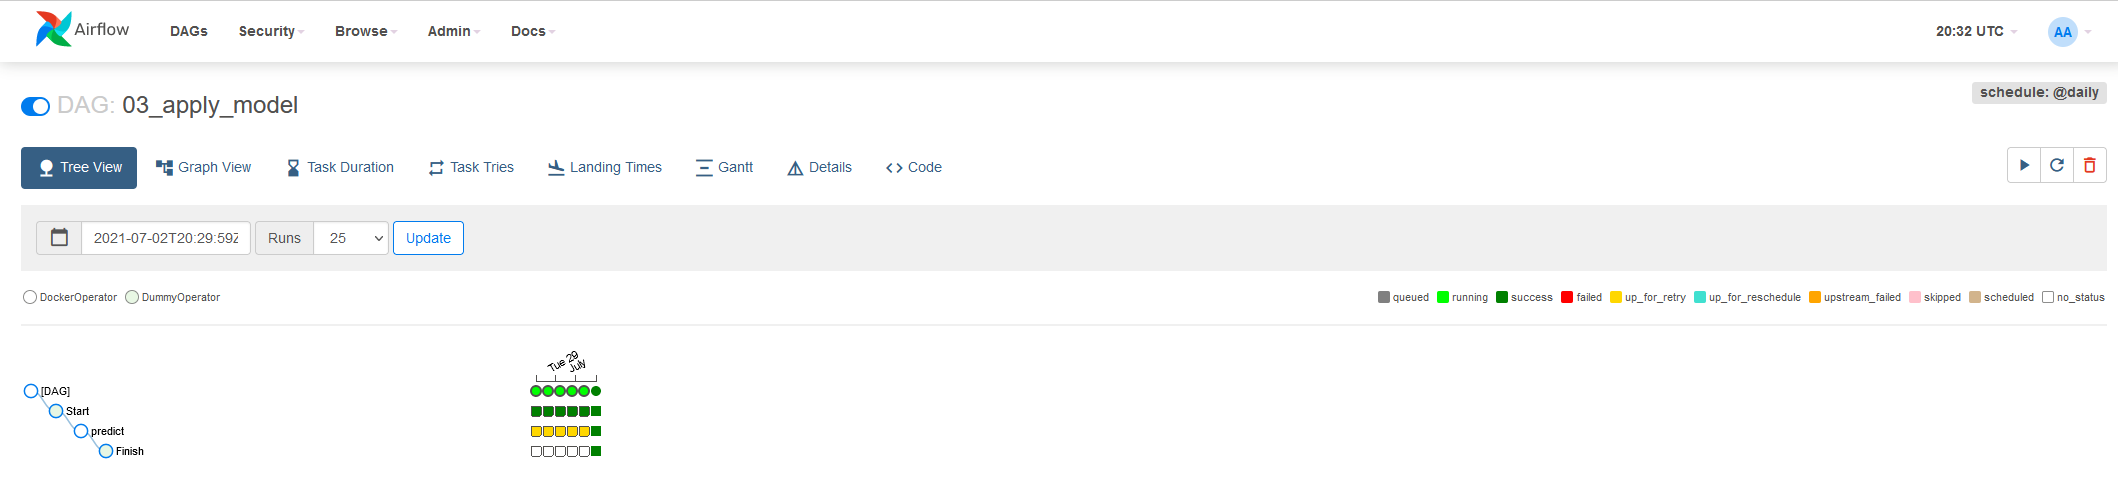 Airflow DAGs Security Browse Admin Docs 20:32 UTC AA
DAG: 03_apply_model schedule: @daily
Tree View Graph View Task Duration Task Tries Landing Times Gantt Details Code
2021-07-02T20:29:59Z Runs 25 Update
DockerOperator DummyOperator queued running success failed up_for_retry up_for_reschedule upstream_failed skipped scheduled no_status
Tue 29 July
[DAG]
Start
predict
Finish